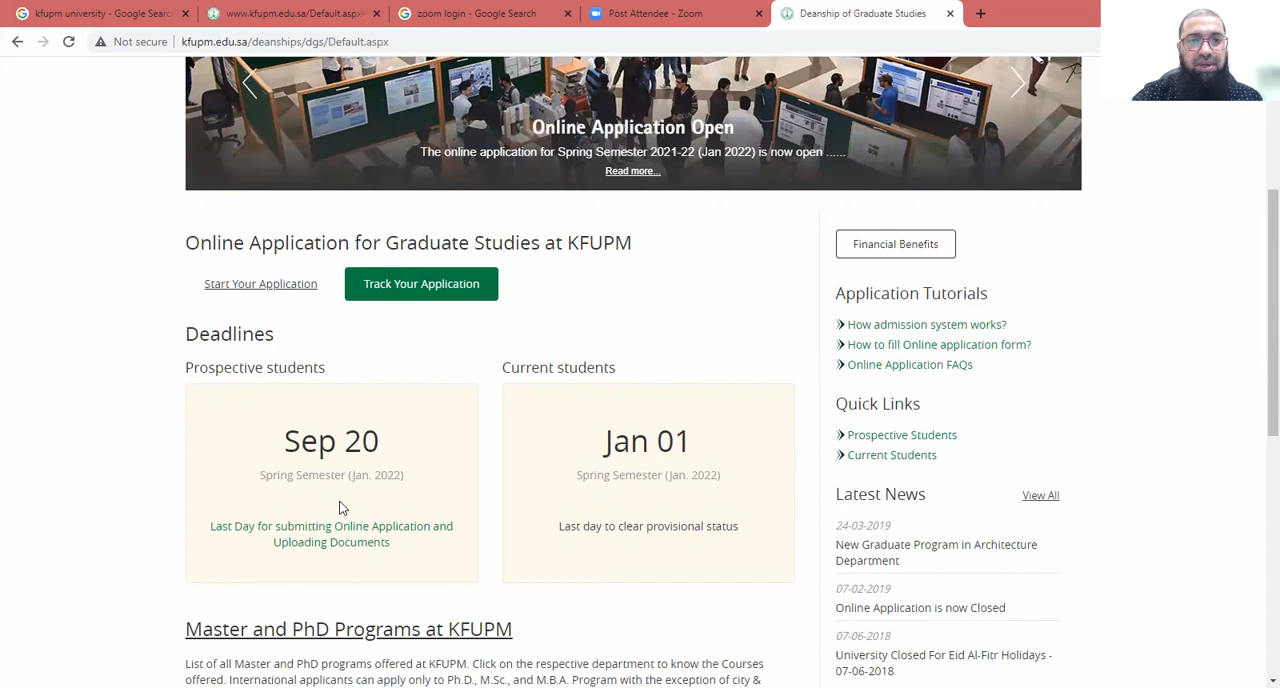 kfupm university - Google Searc
www.kfupm.edu.sa/Default.aspx
zoom login - Google Search
Post Attendee - Zoom
Deanship of Graduate Studies
Not secure
kfupm.edu.sa/deanships/dgs/Default.aspx
Online Application Open
The online application for Spring Semester 2021-22 (Jan 2022) is now open ......
Read more...
Online Application for Graduate Studies at KFUPM
Start Your Application
Track Your Application
Deadlines
Prospective students
Sep 20
Spring Semester (Jan. 2022)
Last Day for submitting Online Application and
Uploading Documents
Current students
Jan 01
Spring Semester (Jan. 2022)
Last day to clear provisional status
Master and PhD Programs at KFUPM
List of all Master and PhD programs offered at KFUPM. Click on the respective department to know the Courses
offered. International applicants can apply only to Ph.D., M.Sc., and M.B.A. Program with the exception of city &
Financial Benefits
Application Tutorials
How admission system works?
How to fill Online application form?
Online Application FAQs
Quick Links
Prospective Students
Current Students
Latest News
View All
24-03-2019
New Graduate Program in Architecture
Department
07-02-2019
Online Application is now Closed
07-06-2018
University Closed For Eid Al-Fitr Holidays -
07-06-2018